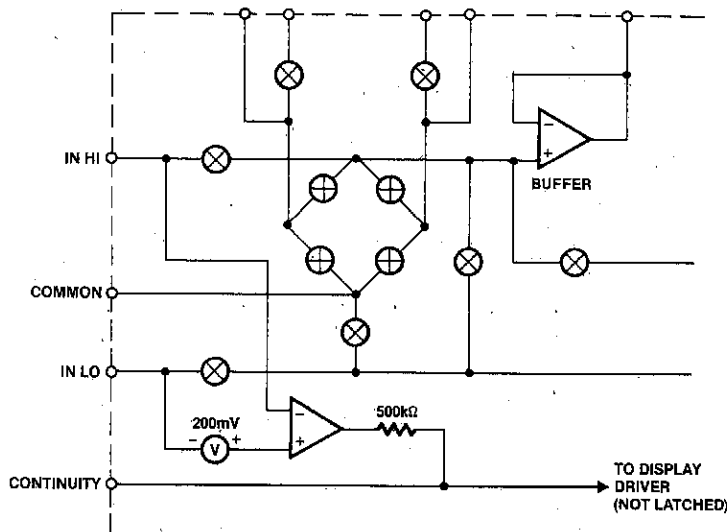 IN HI
−
+
BUFFER
COMMON
IN LO
200mV
− +
V
−
+
500kΩ
CONTINUITY
TO DISPLAY
DRIVER
(NOT LATCHED)